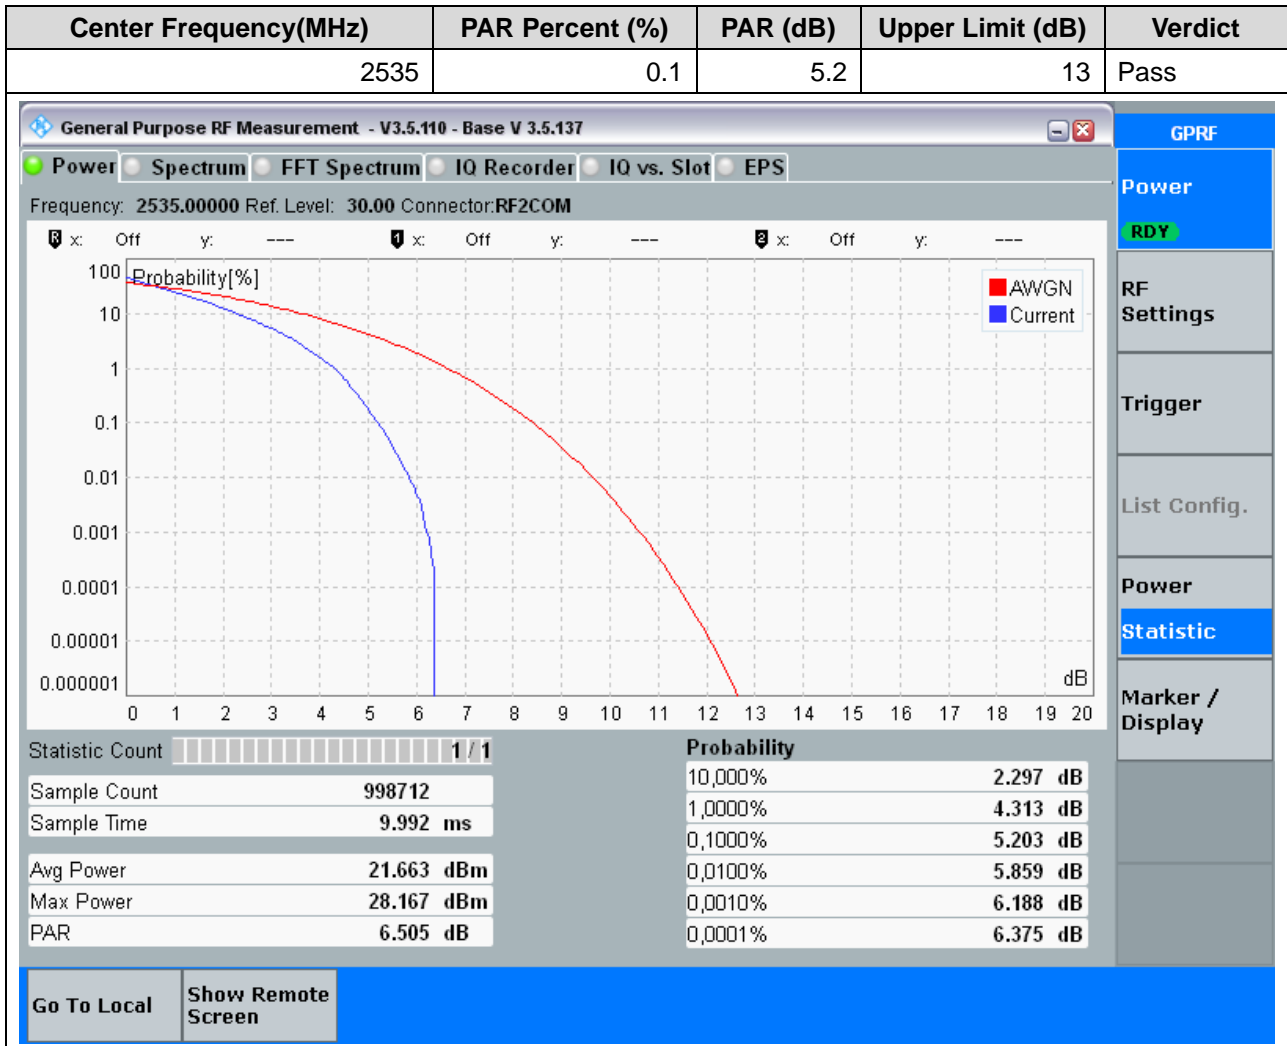 Center Frequency(MHz) PAR Percent (%) PAR (dB) Upper Limit (dB) Verdict
2535 0.1 5.2 13 Pass
General Purpose RF Measurement - V3.5.110 - Base V 3.5.137
GPRF
Power Spectrum FFT Spectrum IQ Recorder IQ vs. Slot EPS
Power
RDY
Frequency: 2535.00000 Ref. Level: 30.00 Connector:RF2COM
R x: Off y: --- 1 x: Off y: --- 2 x: Off y: ---
Probability[%]
AWGN
Current
100
10
1
0.1
0.01
0.001
0.0001
0.00001
0.000001
dB
0 1 2 3 4 5 6 7 8 9 10 11 12 13 14 15 16 17 18 19 20
RF
Settings
Trigger
List Config.
Power
Statistic
Marker /
Display
Statistic Count 1 / 1
Sample Count 998712
Sample Time 9.992 ms
Avg Power 21.663 dBm
Max Power 28.167 dBm
PAR 6.505 dB
Probability
10,000% 2.297 dB
1,0000% 4.313 dB
0,1000% 5.203 dB
0,0100% 5.859 dB
0,0010% 6.188 dB
0,0001% 6.375 dB
Go To Local
Show Remote
Screen